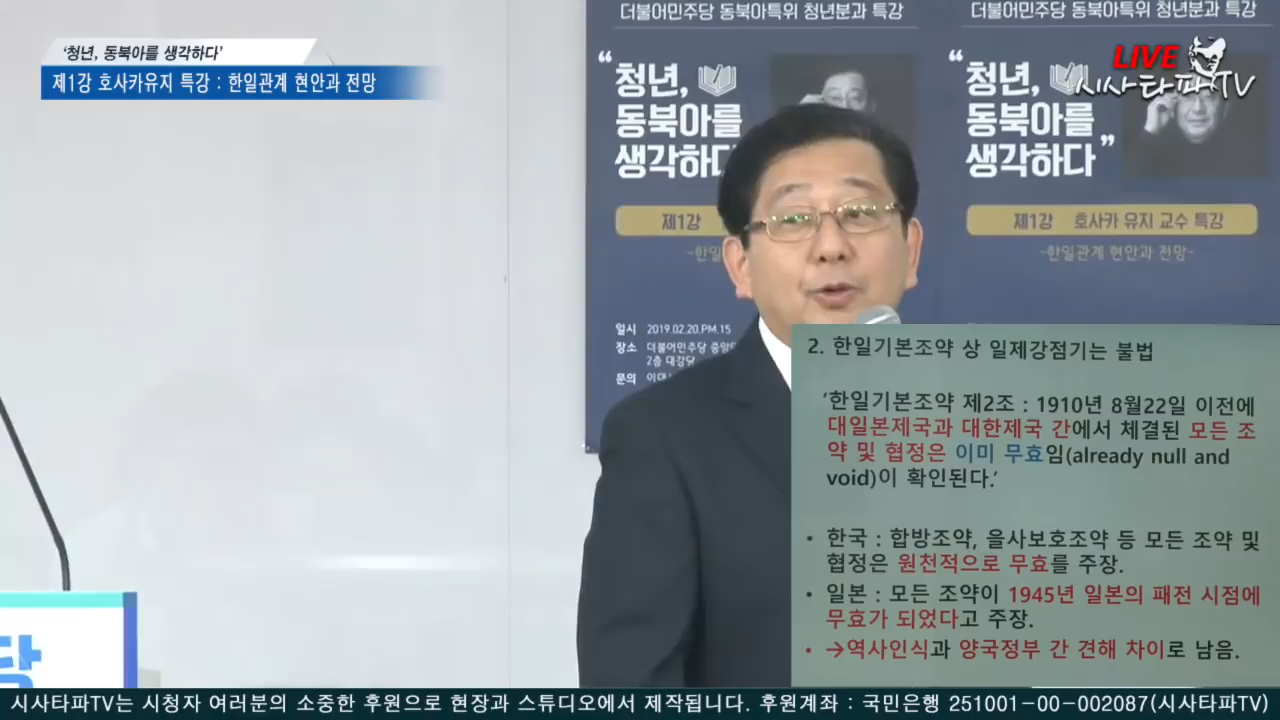 ‘청년, 동북아를 생각하다’
제1강 호사카유지 특강 : 한일관계 현안과 전망
LIVE
시사타파TV
더불어민주당 동북아특위 청년분과 특강
“청년,
동북아를
생각하다
제1강
-한일
일시 2019.02.20.PM.15
장소 더불어민주당 중앙
2층 대강당
문의
더불어민주당 동북아특위 청년분과 특강
“청년,
동북아를
생각하다”
제1강 호사카 유지 교수 특강
-한일관계 현안과 전망-
2. 한일기본조약 상 일제강점기는 불법
‘한일기본조약 제2조 : 1910년 8월22일 이전에
대일본제국과 대한제국 간에서 체결된 모든 조
약 및 협정은 이미 무효임(already null and
void)이 확인된다.’
• 한국 : 합방조약, 을사보호조약 등 모든 조약 및
협정은 원천적으로 무효를 주장.
• 일본 : 모든 조약이 1945년 일본의 패전 시점에
무효가 되었다고 주장.
• →역사인식과 양국정부 간 견해 차이로 남음.
당
시사타파TV는 시청자 여러분의 소중한 후원으로 현장과 스튜디오에서 제작됩니다. 후원계좌 : 국민은행 251001-00-002087(시사타파TV)